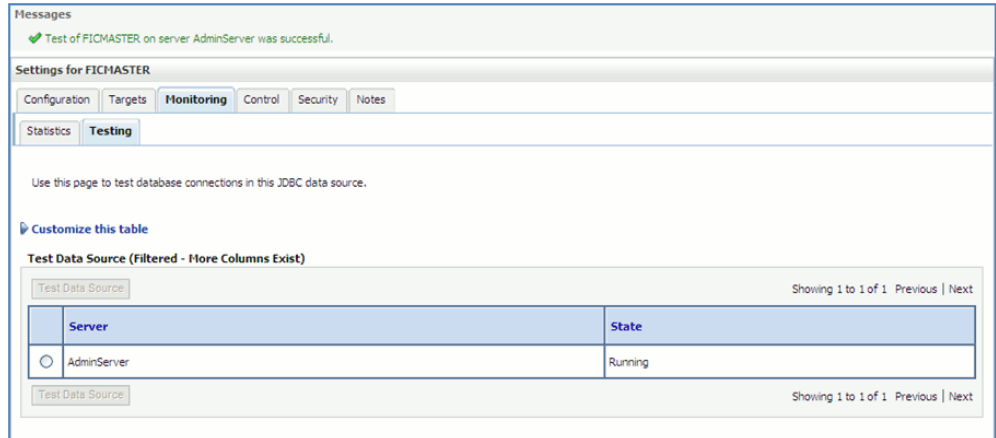 Messages
Test of FICMASTER on server AdminServer was successful.
Settings for FICMASTER
Configuration Targets Monitoring Control Security Notes
Statistics Testing
Use this page to test database connections in this JDBC data source.
Customize this table
Test Data Source (Filtered - More Columns Exist)
Test Data Source Showing 1 to 1 of 1 Previous | Next
Server State
AdminServer Running
Test Data Source Showing 1 to 1 of 1 Previous | Next